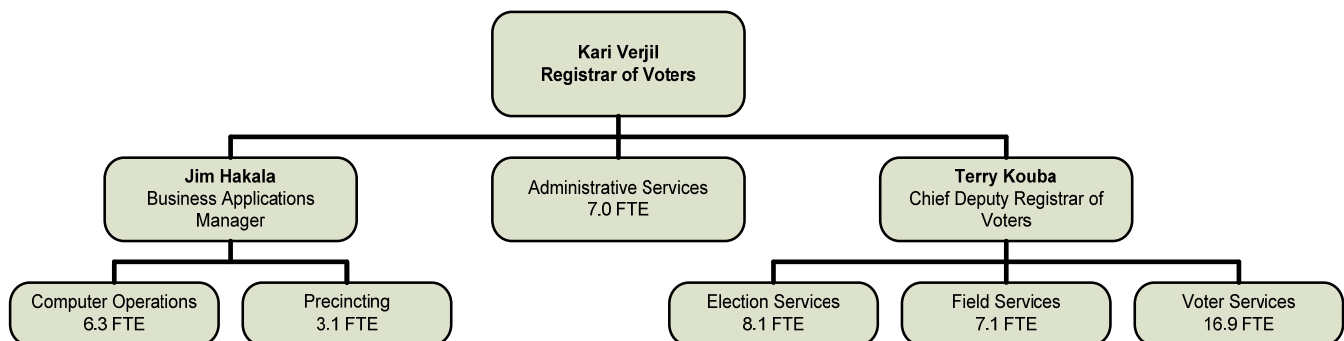 Kari Verjil
Registrar of Voters
Jim Hakala
Business Applications
Manager
Administrative Services
7.0 FTE
Terry Kouba
Chief Deputy Registrar of
Voters
Computer Operations
6.3 FTE
Precincting
3.1 FTE
Election Services
8.1 FTE
Field Services
7.1 FTE
Voter Services
16.9 FTE